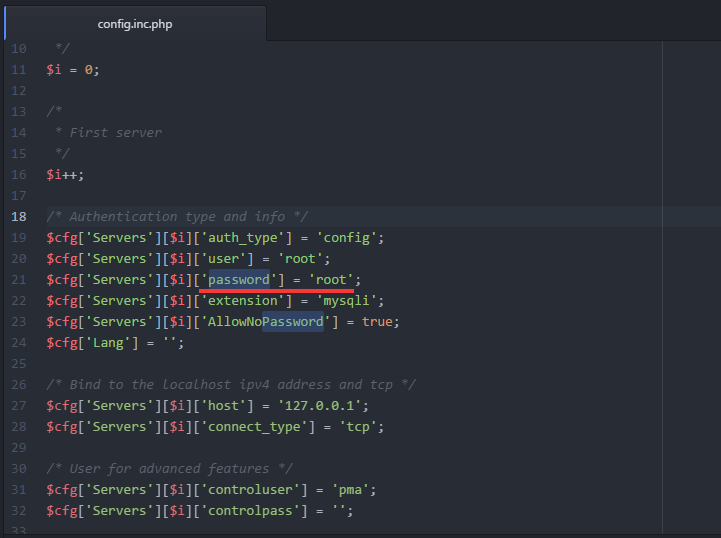 config.inc.php
10 */
11 $i = 0;
12
13 /*
14 * First server
15 */
16 $i++;
17
18 /* Authentication type and info */
19 $cfg['Servers'][$i]['auth_type'] = 'config';
20 $cfg['Servers'][$i]['user'] = 'root';
21 $cfg['Servers'][$i]['password'] = 'root';
22 $cfg['Servers'][$i]['extension'] = 'mysqli';
23 $cfg['Servers'][$i]['AllowNoPassword'] = true;
24 $cfg['Lang'] = '';
25
26 /* Bind to the localhost ipv4 address and tcp */
27 $cfg['Servers'][$i]['host'] = '127.0.0.1';
28 $cfg['Servers'][$i]['connect_type'] = 'tcp';
29
30 /* User for advanced features */
31 $cfg['Servers'][$i]['controluser'] = 'pma';
32 $cfg['Servers'][$i]['controlpass'] = '';
33